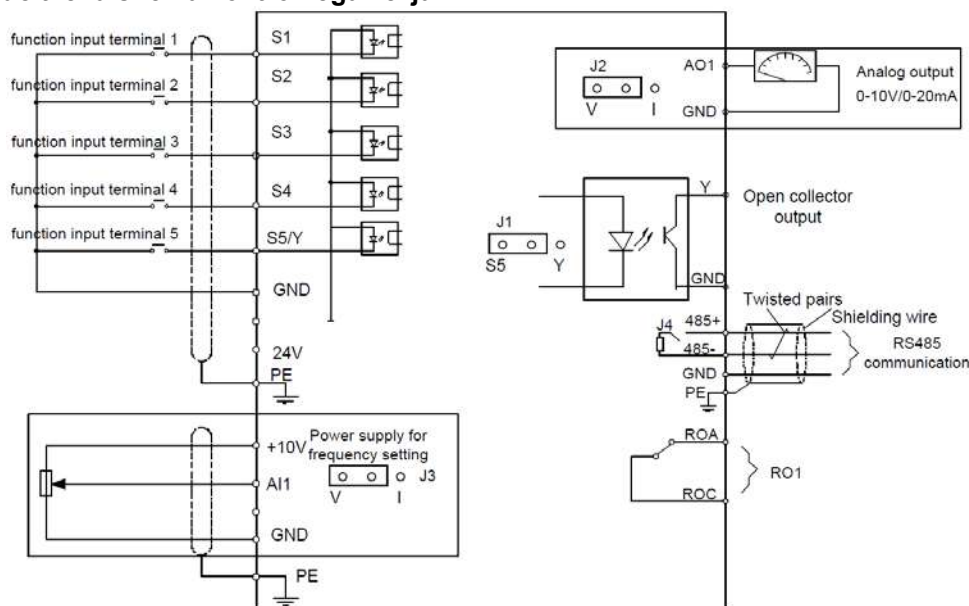 function input terminal 1
S1
function input terminal 2
S2
function input terminal 3
S3
function input terminal 4
S4
function input terminal 5
S5/Y
GND
24V
PE
+10V
Power supply for
frequency setting
J3
V
I
AI1
GND
PE
J2
V
I
AO1
GND
Analog output
0-10V/0-20mA
J1
S5
Y
Y
GND
Open collector
output
Twisted pairs
Shielding wire
J4
485+
485-
GND
PE
RS485
communication
ROA
ROC
RO1